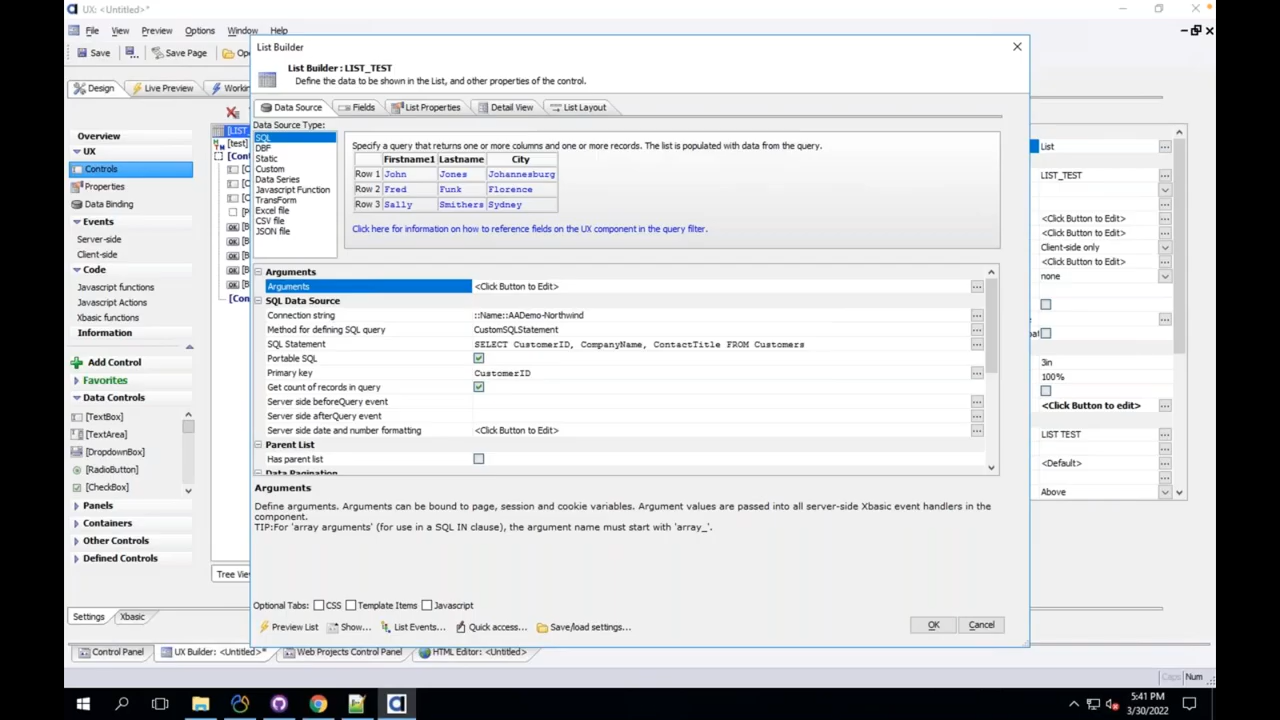 UX: <Untitled>*
File View Preview Options Window Help
Save Save Page Ope
Design Live Preview Workin
Overview
UX
Controls
Properties
Data Binding
Events
Server-side
Client-side
Code
Javascript functions
Javascript Actions
Xbasic functions
Information
Add Control
Favorites
Data Controls
[TextBox]
[TextArea]
[DropdownBox]
[RadioButton]
[CheckBox]
Panels
Containers
Other Controls
Defined Controls
Settings Xbasic
[LIST_
[test]
[Cont
[C
[C
[C
[P
[B
[B
[B
[B
[B
[Con
Tree View
List Builder
List Builder : LIST_TEST
Define the data to be shown in the List, and other properties of the control.
Data Source Fields List Properties Detail View List Layout
Data Source Type:
SQL
DBF
Static
Custom
Data Series
Javascript Function
TransForm
Excel file
CSV file
JSON file
Specify a query that returns one or more columns and one or more records. The list is populated with data from the query.
Firstname1 Lastname City
Row 1 John Jones Johannesburg
Row 2 Fred Funk Florence
Row 3 Sally Smithers Sydney
Click here for information on how to reference fields on the UX component in the query filter.
Arguments
Arguments <Click Button to Edit>
SQL Data Source
Connection string ::Name::AADemo-Northwind
Method for defining SQL query CustomSQLStatement
SQL Statement SELECT CustomerID, CompanyName, ContactTitle FROM Customers
Portable SQL
Primary key CustomerID
Get count of records in query
Server side beforeQuery event
Server side afterQuery event
Server side date and number formatting <Click Button to Edit>
Parent List
Has parent list
Data Pagination
Arguments
Define arguments. Arguments can be bound to page, session and cookie variables. Argument values are passed into all server-side Xbasic event handlers in the
component.
TIP:For 'array arguments' (for use in a SQL IN clause), the argument name must start with 'array_'.
Optional Tabs: CSS Template Items Javascript
Preview List Show... List Events... Quick access... Save/load settings...
OK Cancel
List
LIST_TEST
<Click Button to Edit>
<Click Button to Edit>
Client-side only
<Click Button to Edit>
none
3in
100%
<Click Button to edit>
LIST TEST
<Default>
Above
Control Panel UX Builder: <Untitled>* Web Projects Control Panel HTML Editor: <Untitled>
Caps Num
5:41 PM
3/30/2022